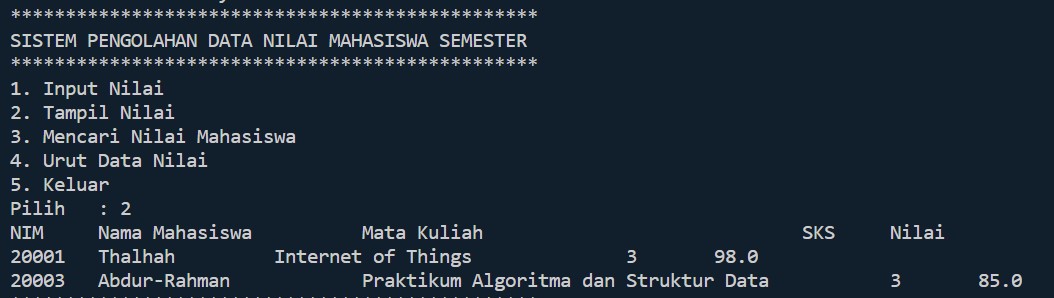 ************************************************
SISTEM PENGOLAHAN DATA NILAI MAHASISWA SEMESTER
************************************************
1. Input Nilai
2. Tampil Nilai
3. Mencari Nilai Mahasiswa
4. Urut Data Nilai
5. Keluar
Pilih   : 2
NIM     Nama Mahasiswa          Mata Kuliah                             SKS     Nilai
20001   Thalhah         Internet of Things              3       98.0
20003   Abdur-Rahman            Praktikum Algoritma dan Struktur Data           3       85.0